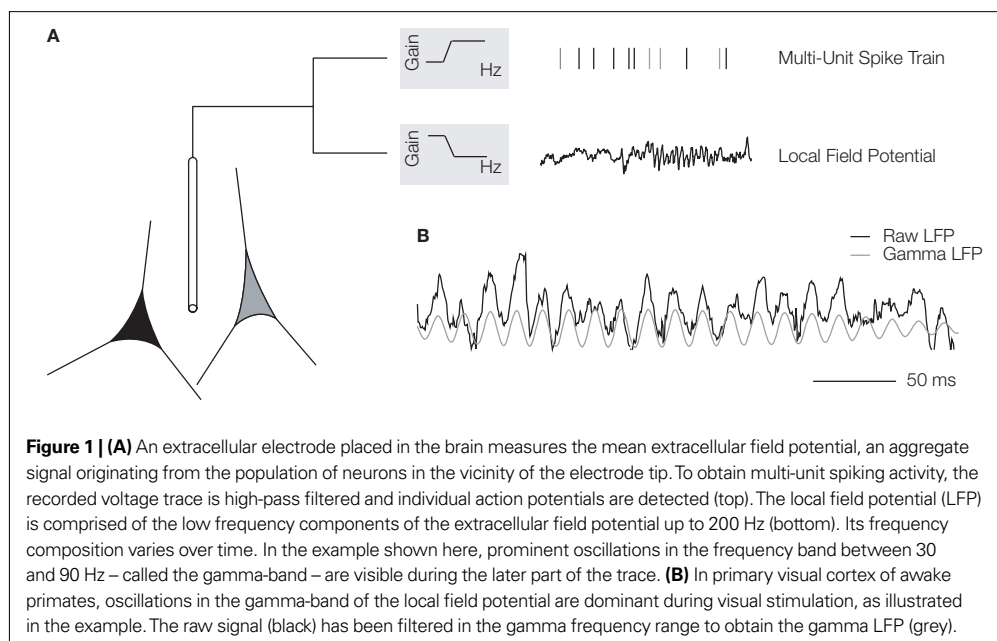 A
Gain
Hz
Multi-Unit Spike Train
Gain
Hz
Local Field Potential
B
Raw LFP
Gamma LFP
50 ms
Figure 1 | (A) An extracellular electrode placed in the brain measures the mean extracellular field potential, an aggregate
signal originating from the population of neurons in the vicinity of the electrode tip. To obtain multi-unit spiking activity, the
recorded voltage trace is high-pass filtered and individual action potentials are detected (top). The local field potential (LFP)
is comprised of the low frequency components of the extracellular field potential up to 200 Hz (bottom). Its frequency
composition varies over time. In the example shown here, prominent oscillations in the frequency band between 30
and 90 Hz – called the gamma-band – are visible during the later part of the trace. (B) In primary visual cortex of awake
primates, oscillations in the gamma-band of the local field potential are dominant during visual stimulation, as illustrated
in the example. The raw signal (black) has been filtered in the gamma frequency range to obtain the gamma LFP (grey).